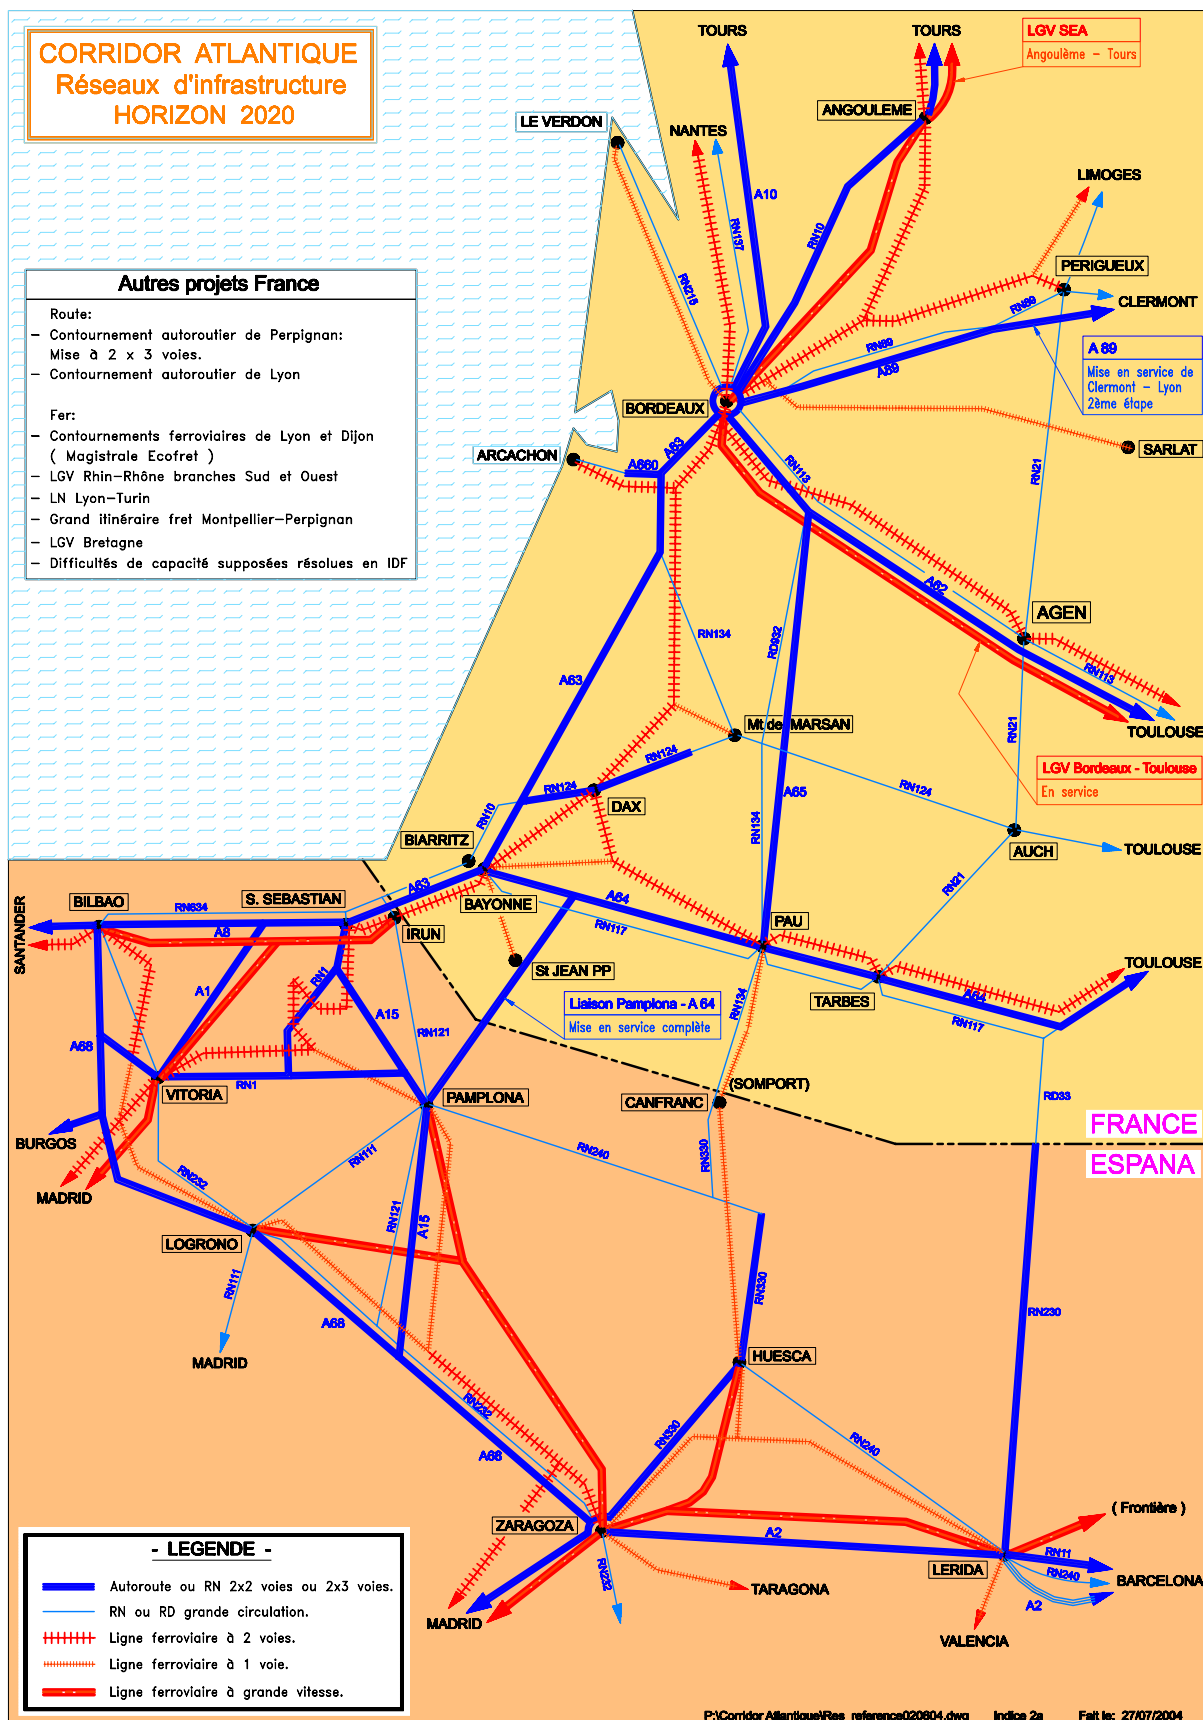 CORRIDOR ATLANTIQUE
Réseaux d'infrastructure
HORIZON 2020
TOURS
TOURS
LGV SEA
Angoulême - Tours
ANGOULEME
LE VERDON
NANTES
LIMOGES
A10
RN10
RN137
RN215
PERIGUEUX
CLERMONT
RN89
RN89
A89
A 89
Mise en service de
Clermont - Lyon
2ème étape
Autres projets France
Route:
- Contournement autoroutier de Perpignan:
Mise à 2 x 3 voies.
- Contournement autoroutier de Lyon
Fer:
- Contournements ferroviaires de Lyon et Dijon
( Magistrale Ecofret )
- LGV Rhin-Rhône branches Sud et Ouest
- LN Lyon-Turin
- Grand itinéraire fret Montpellier-Perpignan
- LGV Bretagne
- Difficultés de capacité supposées résolues en IDF
BORDEAUX
ARCACHON
A660
A63
RN113
SARLAT
RN21
A62
AGEN
RN134
RD932
RN113
TOULOUSE
A63
Mt de MARSAN
RN21
RN124
RN124
RN124
A65
LGV Bordeaux - Toulouse
En service
DAX
RN10
RN134
BIARRITZ
AUCH
TOULOUSE
RN21
BILBAO
S. SEBASTIAN
A63
BAYONNE
A64
RN634
A8
IRUN
RN117
PAU
SANTANDER
St JEAN PP
TOULOUSE
TARBES
A64
RN117
A1
RN1
A15
RN121
Liaison Pamplona - A 64
Mise en service complète
RN134
A68
VITORIA
RN1
PAMPLONA
CANFRANC
(SOMPORT)
RD33
FRANCE
ESPANA
BURGOS
MADRID
RN232
RN111
RN121
A15
RN240
RN330
LOGRONO
RN111
MADRID
A68
RN330
RN230
HUESCA
RN232
A68
RN330
RN240
ZARAGOZA
A2
( Frontière )
LERIDA
RN11
RN240
BARCELONA
A2
RN232
TARAGONA
MADRID
VALENCIA
- LEGENDE -
Autoroute ou RN 2x2 voies ou 2x3 voies.
RN ou RD grande circulation.
Ligne ferroviaire à 2 voies.
Ligne ferroviaire à 1 voie.
Ligne ferroviaire à grande vitesse.
P:\Corridor Atlantique\Res_reference020804.dwg Indice 2a Fait le: 27/07/2004